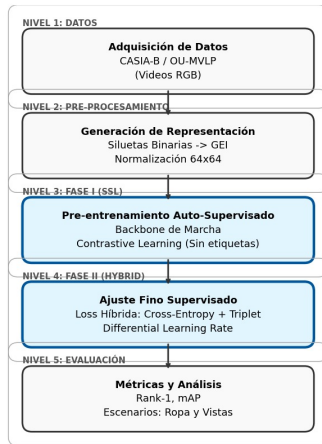 NIVEL 1: DATOS
Adquisición de Datos
CASIA-B / OU-MVLP
(Videos RGB)
NIVEL 2: PRE-PROCESAMIENTO
Generación de Representación
Siluetas Binarias -> GEI
Normalización 64x64
NIVEL 3: FASE I (SSL)
Pre-entrenamiento Auto-Supervisado
Backbone de Marcha
Contrastive Learning (Sin etiquetas)
NIVEL 4: FASE II (HYBRID)
Ajuste Fino Supervisado
Loss Híbrida: Cross-Entropy + Triplet
Differential Learning Rate
NIVEL 5: EVALUACIÓN
Métricas y Análisis
Rank-1, mAP
Escenarios: Ropa y Vistas